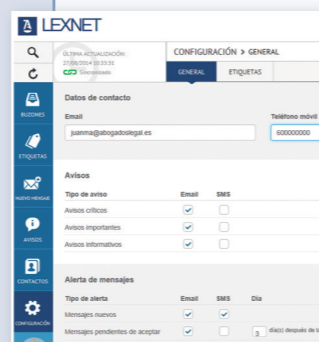 LEXNET
ÚLTIMA ACTUALIZACIÓN:
27/08/2014 10:33:31
Sincronizado
CONFIGURACIÓN > GENERAL
GENERAL ETIQUETAS
BUZONES
ETIQUETAS
NUEVO MENSAJE
AVISOS
CONTACTOS
CONFIGURACIÓN
Datos de contacto
Email Teléfono móvil
juanma@abogadoslegal.es 600000000
Avisos
Tipo de aviso Email SMS
Avisos críticos
Avisos importantes
Avisos informativos
Alerta de mensajes
Tipo de alerta Email SMS Día
Mensajes nuevos
Mensajes pendientes de aceptar 3 día(s) después de